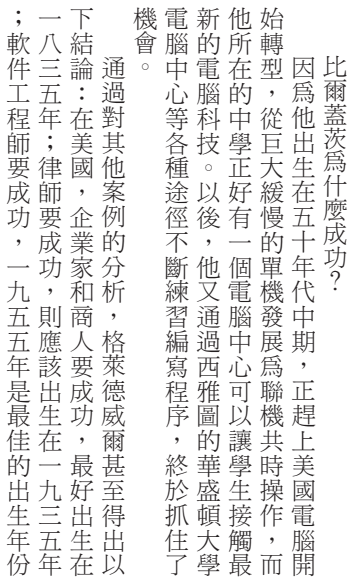 比爾蓋茨爲什麼成功?
因爲他出生在五十年代中期，正趕上美國電腦開
始轉型，從巨大緩慢的單機發展爲聯機共時操作，而
他所在的中學正好有一個電腦中心可以讓學生接觸最
新的電腦科技。以後，他又通過西雅圖的華盛頓大學
電腦中心等各種途徑不斷練習編寫程序，終於抓住了
機會。
通過對其他案例的分析，格萊德威爾甚至得出以
下結論：在美國，企業家和商人要成功，最好出生在
一八三五年；律師要成功，則應該出生在一九三五年
；軟件工程師要成功，一九五五年是最佳的出生年份